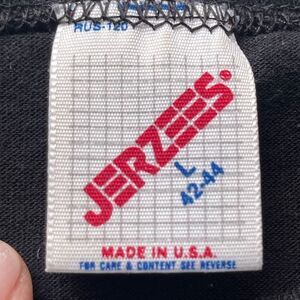 RUS-120
JERZEES
L
42-44
MADE IN U.S.A.
FOR CARE & CONTENT SEE REVERSE